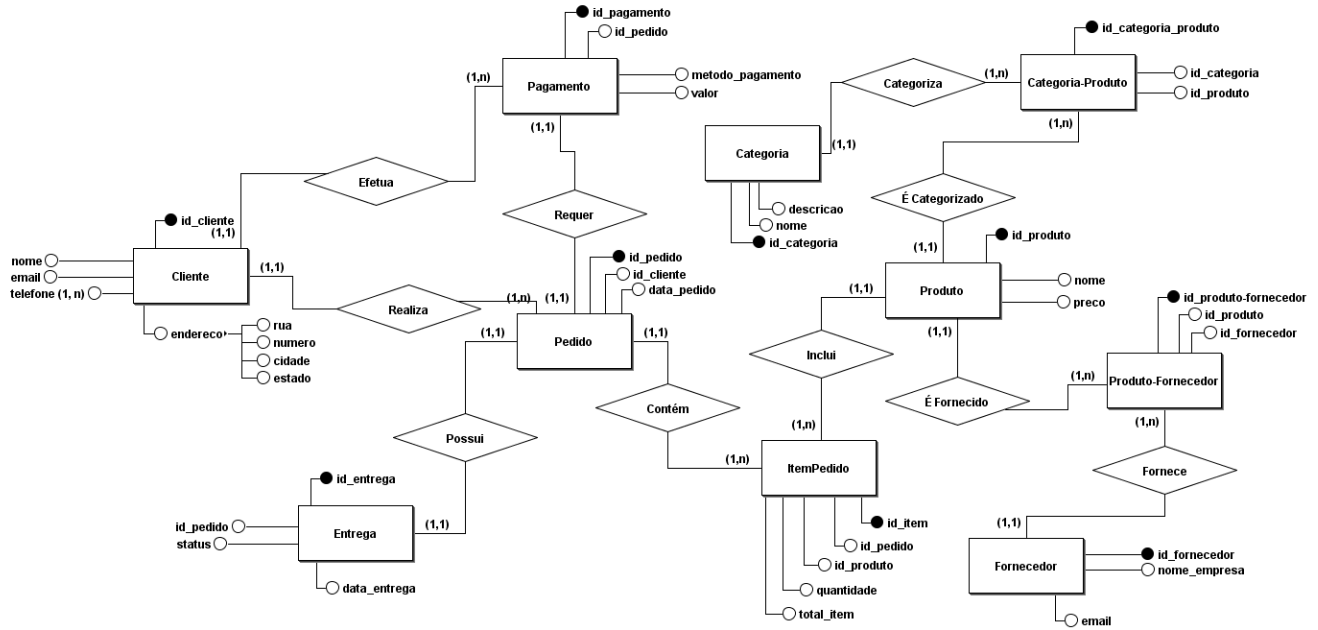 id_pagamento
id_pedido
metodo_pagamento
valor
(1,n)
Pagamento
(1,1)
Efetua
Requer
id_cliente
(1,1)
nome
email
telefone (1, n)
Cliente
(1,1)
endereco
rua
numero
cidade
estado
Realiza
(1,n)
(1,1)
id_pedido
id_cliente
data_pedido
Pedido
(1,1)
(1,1)
Possui
Contém
id_entrega
id_pedido
status
Entrega
(1,1)
data_entrega
id_categoria_produto
Categoriza
(1,n)
Categoria-Produto
id_categoria
id_produto
(1,n)
Categoria
(1,1)
descricao
nome
id_categoria
É Categorizado
(1,1)
id_produto
Produto
nome
preco
(1,1)
(1,1)
Inclui
É Fornecido
(1,n)
(1,n)
ItemPedido
(1,n)
id_item
id_pedido
id_produto
quantidade
total_item
id_produto-fornecedor
id_produto
id_fornecedor
Produto-Fornecedor
(1,n)
Fornece
(1,1)
Fornecedor
id_fornecedor
nome_empresa
email